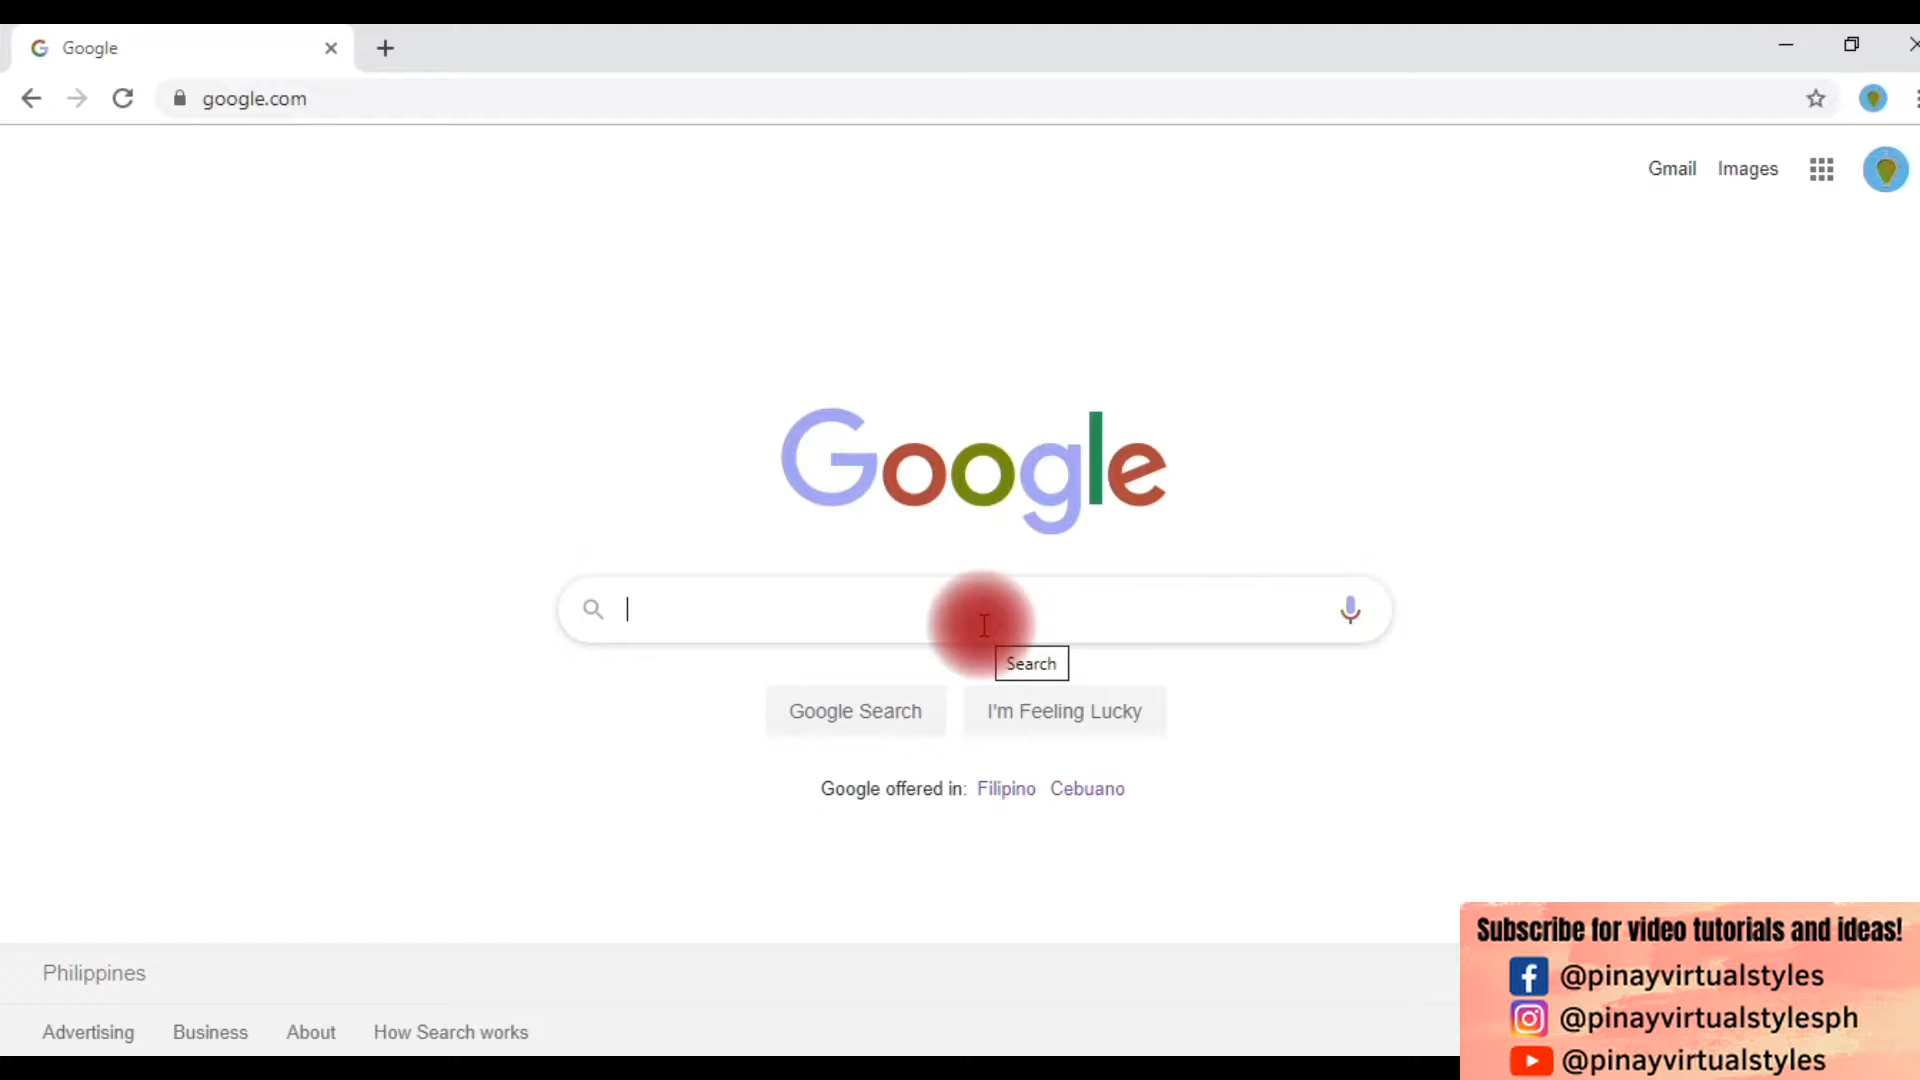 Google
google.com
Gmail Images
Google
Search
Google Search I'm Feeling Lucky
Google offered in: Filipino Cebuano
Philippines
Advertising Business About How Search works
Subscribe for video tutorials and ideas!
@pinayvirtualstyles
@pinayvirtualstylesph
@pinayvirtualstyles